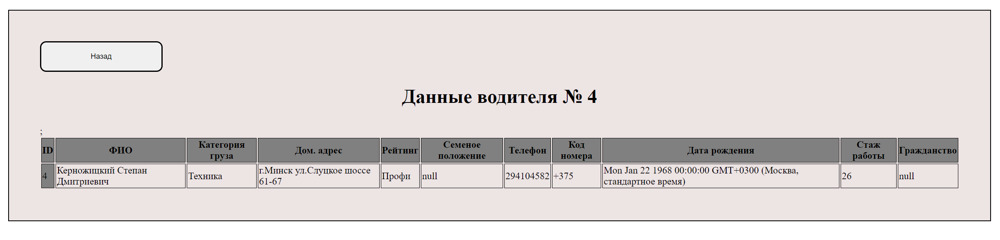 Назад
Данные водителя № 4
;
ID ФИО Категория груза Дом. адрес Рейтинг Семеное положение Телефон Код номера Дата рождения Стаж работы Гражданство
4 Керножицкий Степан Дмитриевич Техника г.Минск ул.Слуцкое шоссе 61-67 Профи null 294104582 +375 Mon Jan 22 1968 00:00:00 GMT+0300 (Москва, стандартное время) 26 null